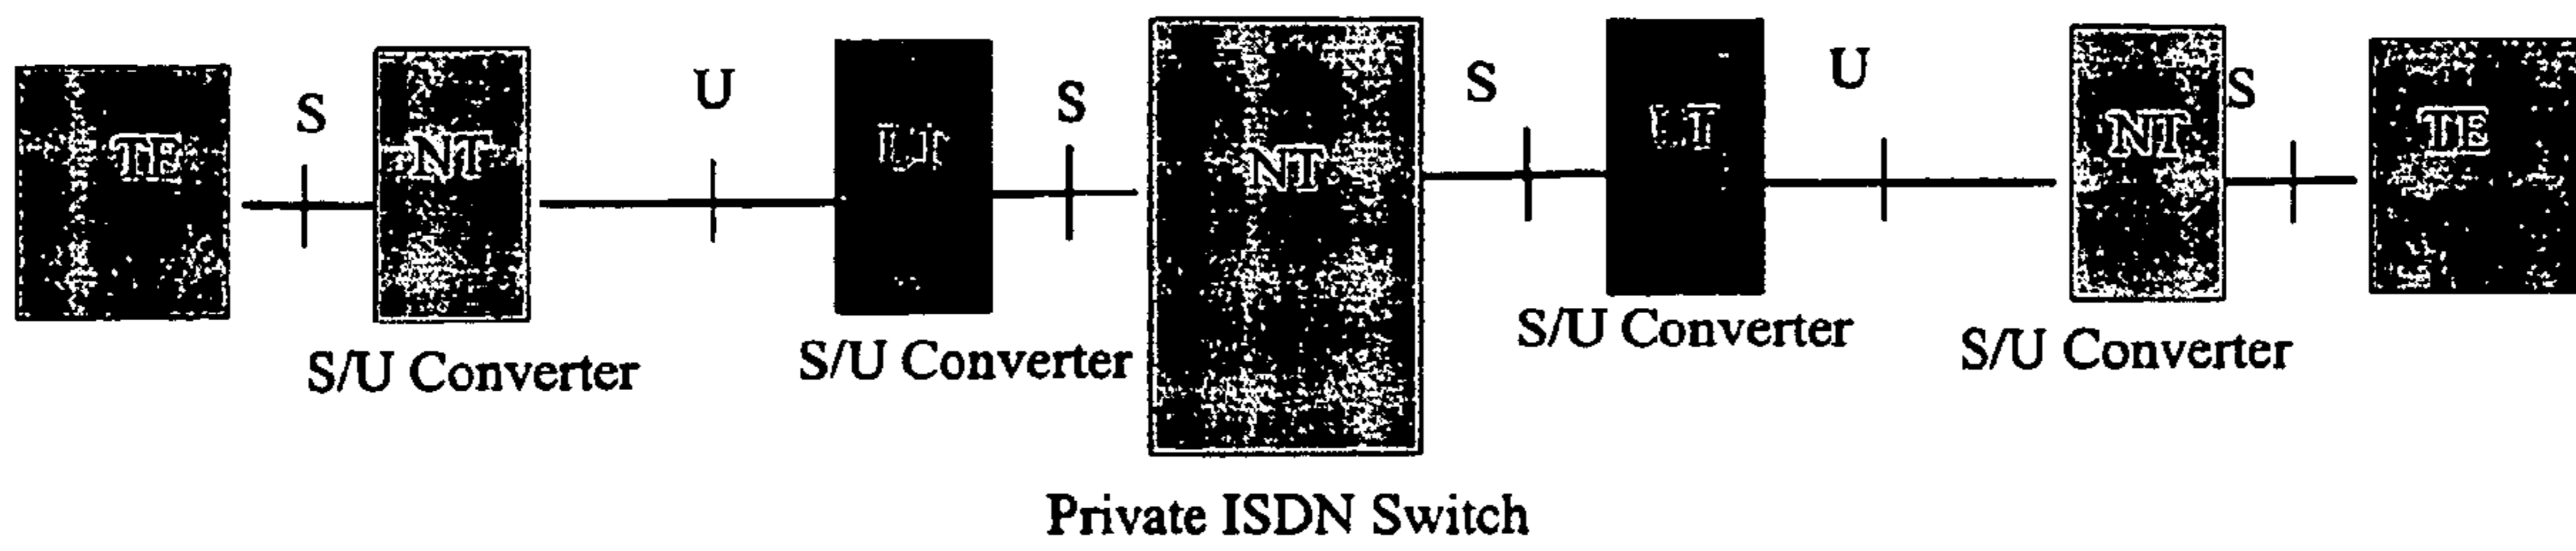 TE
S
NT
S/U Converter
U
LT
S/U Converter
S
NT
Private ISDN Switch
S
LT
S/U Converter
U
NT
S/U Converter
S
TE